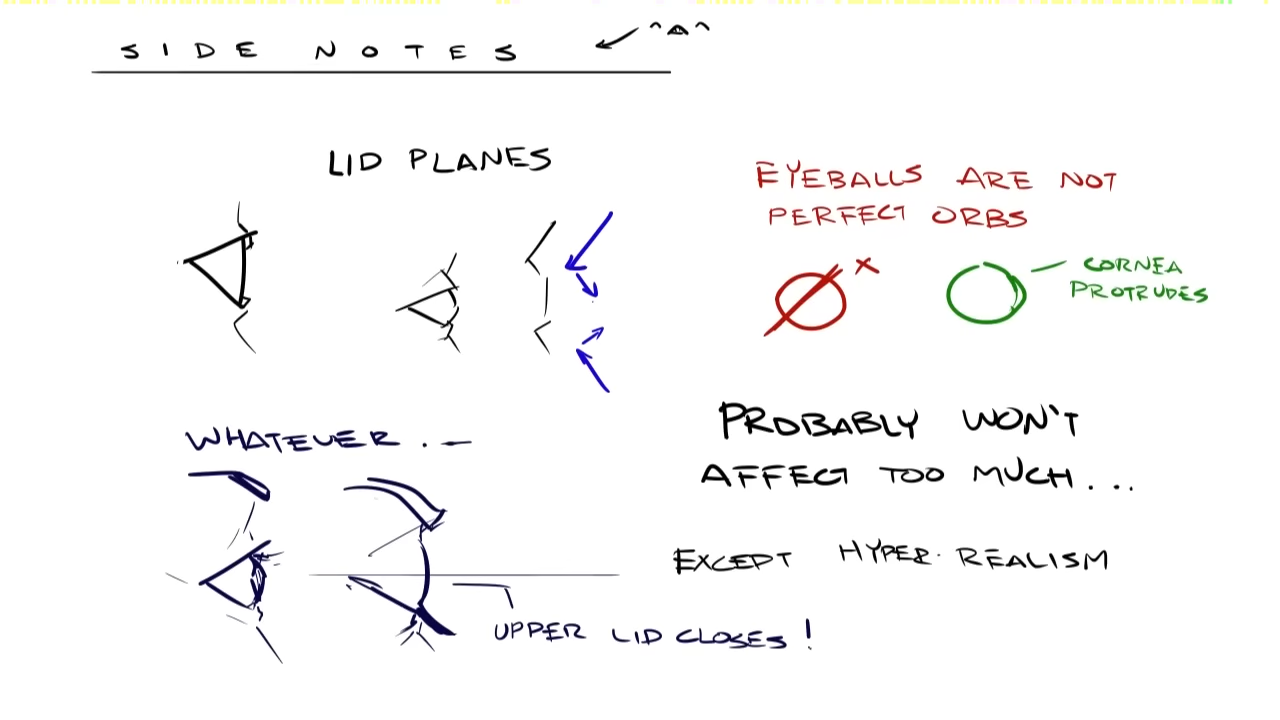 SIDE NOTES
LID PLANES
EYEBALLS ARE NOT
PERFECT ORBS
x
CORNEA
PROTRUDES
WHATEVER . –
PROBABLY WON'T
AFFECT TOO MUCH...
EXCEPT HYPER. REALISM
UPPER LID CLOSES!